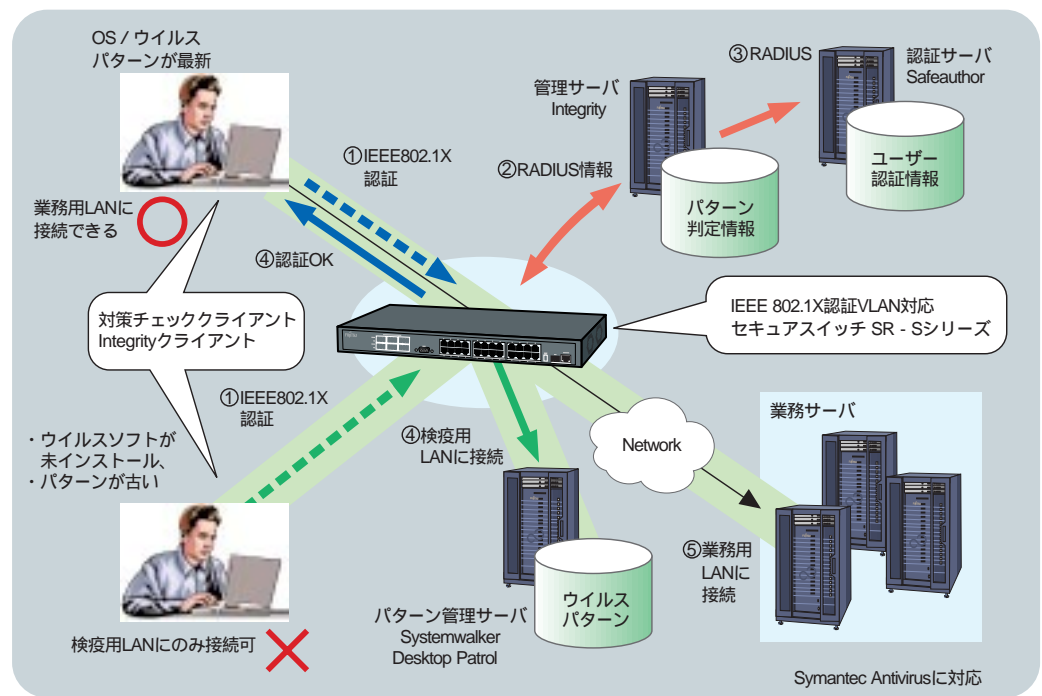 OS / ウイルス
パターンが最新
③RADIUS
認証サーバ
Safeauthor
管理サーバ
Integrity
①IEEE802.1X
認証
②RADIUS情報
ユーザー
認証情報
パターン
判定情報
業務用LANに
接続できる
④認証OK
対策チェッククライアント
Integrityクライアント
IEEE 802.1X認証VLAN対応
セキュアスイッチ SR - Sシリーズ
①IEEE802.1X
認証
業務サーバ
④検疫用
LANに接続
Network
・ウイルスソフトが
未インストール、
・パターンが古い
⑤業務用
LANに
接続
ウイルス
パターン
パターン管理サーバ
Systemwalker
Desktop Patrol
検疫用LANにのみ接続可
Symantec Antivirusに対応